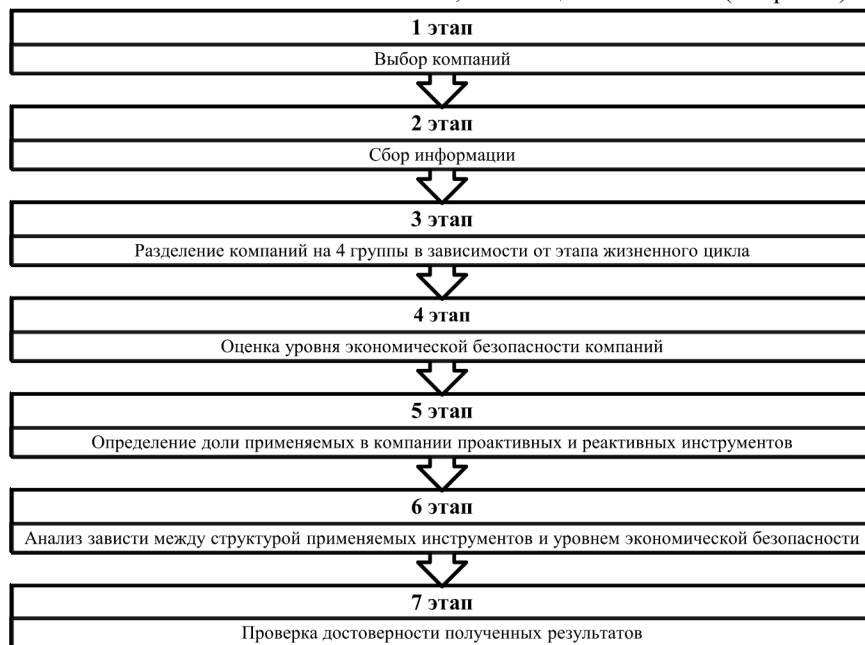 1 этап
Выбор компаний
2 этап
Сбор информации
3 этап
Разделение компаний на 4 группы в зависимости от этапа жизненного цикла
4 этап
Оценка уровня экономической безопасности компаний
5 этап
Определение доли применяемых в компании проактивных и реактивных инструментов
6 этап
Анализ зависти между структурой применяемых инструментов и уровнем экономической безопасности
7 этап
Проверка достоверности полученных результатов